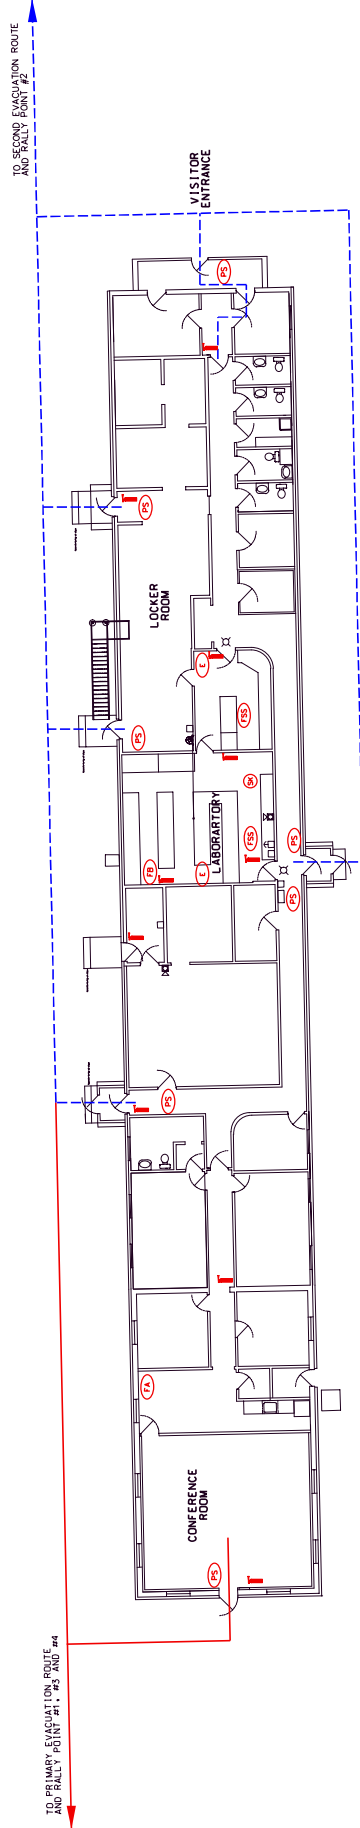 TO SECOND EVACUATION ROUTE
AND RALLY POINT #2
VISITOR
ENTRANCE
PS
PS
LOCKER
ROOM
E
FSS
PS
SK
LABORARTORY
FSS
PS
FB
E
PS
PS
FA
CONFERENCE
ROOM
PS
TO PRIMARY EVACUATION ROUTE
AND RALLY POINT #1, #3 AND #4